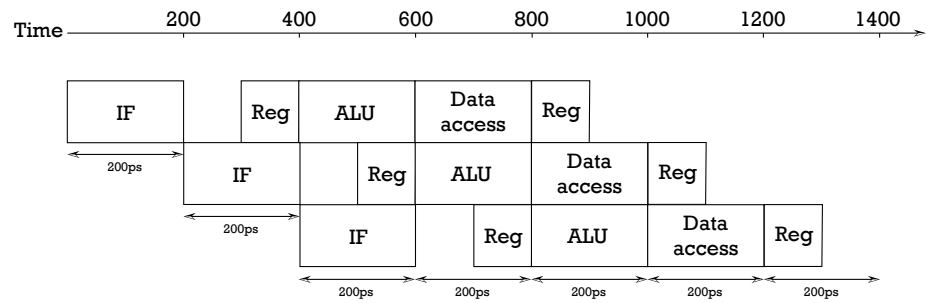 200 400 600 800 1000 1200 1400
Time
IF Reg ALU Data access Reg
200ps
IF Reg ALU Data access Reg
200ps
IF Reg ALU Data access Reg
200ps 200ps 200ps 200ps 200ps